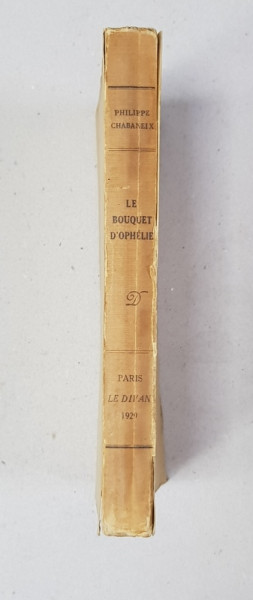 PHILIPPE
CHABANEIX
LE
BOUQUET
D'OPHÉLIE
D
PARIS
LE DIVAN
1929